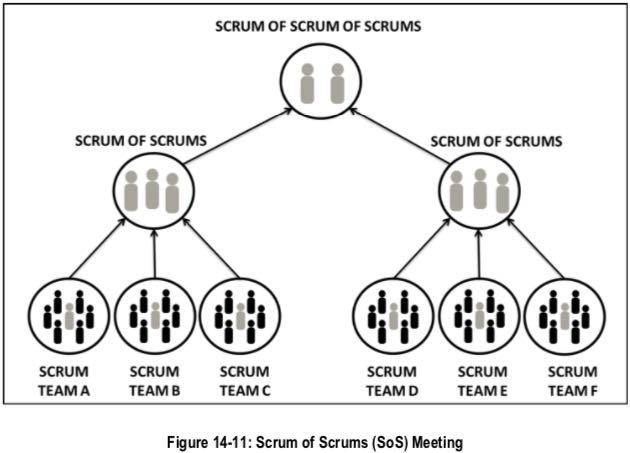 SCRUM OF SCRUM OF SCRUMS
SCRUM OF SCRUMS
SCRUM OF SCRUMS
SCRUM
TEAM A
SCRUM
TEAM B
SCRUM
TEAM C
SCRUM
TEAM D
SCRUM
TEAM E
SCRUM
TEAM F
Figure 14-11: Scrum of Scrums (SoS) Meeting